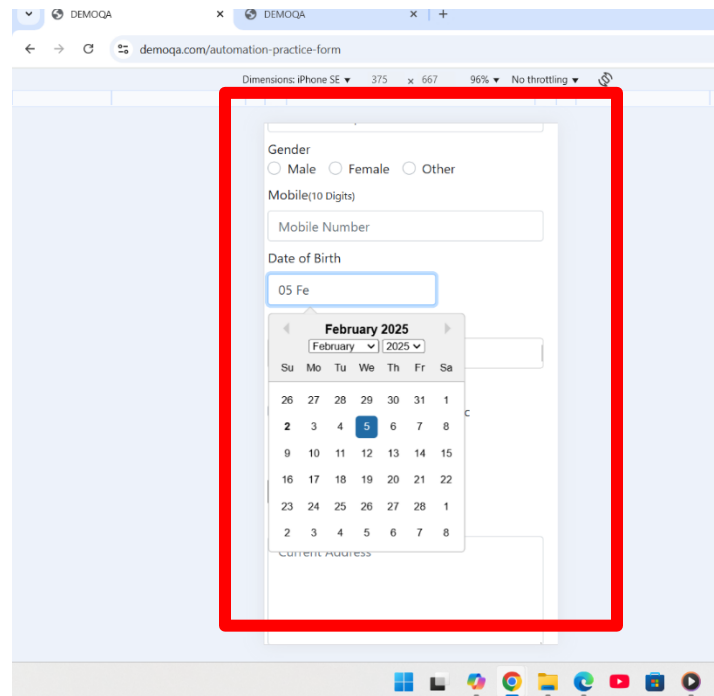 DEMOQA
DEMOQA
demoqa.com/automation-practice-form
Dimensions: iPhone SE 375 x 667 96% No throttling
Gender
Male Female Other
Mobile(10 Digits)
Mobile Number
Date of Birth
05 Fe
February 2025
February 2025
Su Mo Tu We Th Fr Sa
26 27 28 29 30 31 1
2 3 4 5 6 7 8
9 10 11 12 13 14 15
16 17 18 19 20 21 22
23 24 25 26 27 28 1
2 3 4 5 6 7 8
c
Current Address